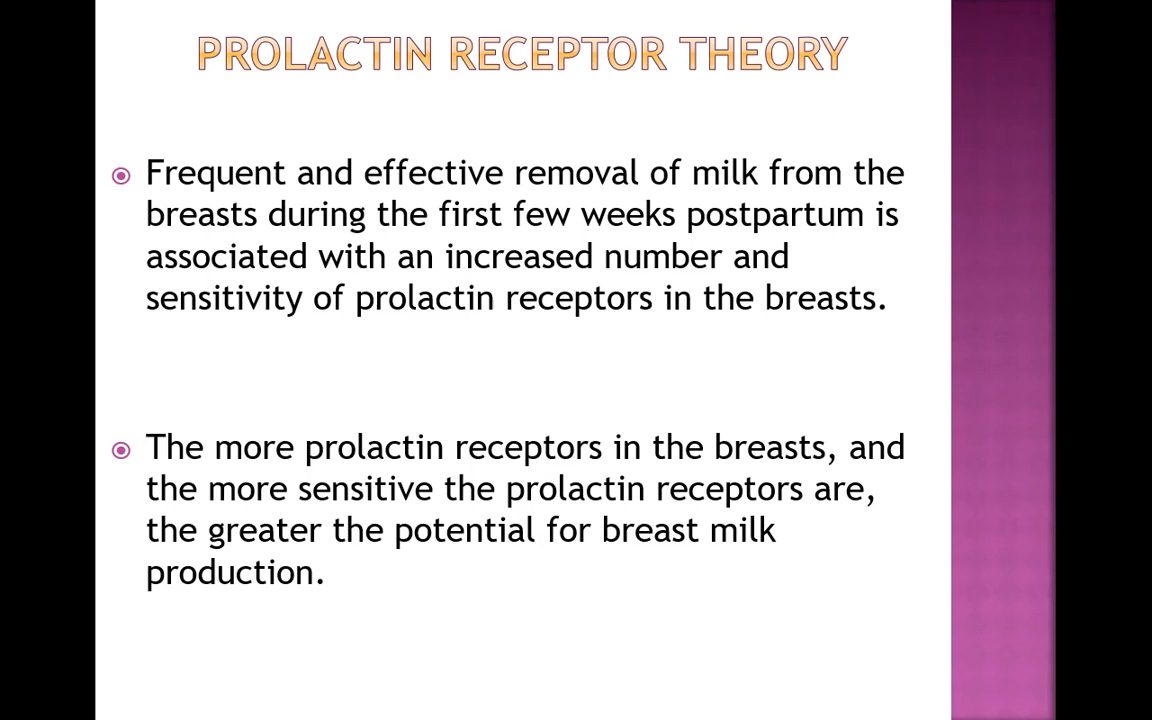 PROLACTIN RECEPTOR THEORY
Frequent and effective removal of milk from the
breasts during the first few weeks postpartum is
associated with an increased number and
sensitivity of prolactin receptors in the breasts.
The more prolactin receptors in the breasts, and
the more sensitive the prolactin receptors are,
the greater the potential for breast milk
production.